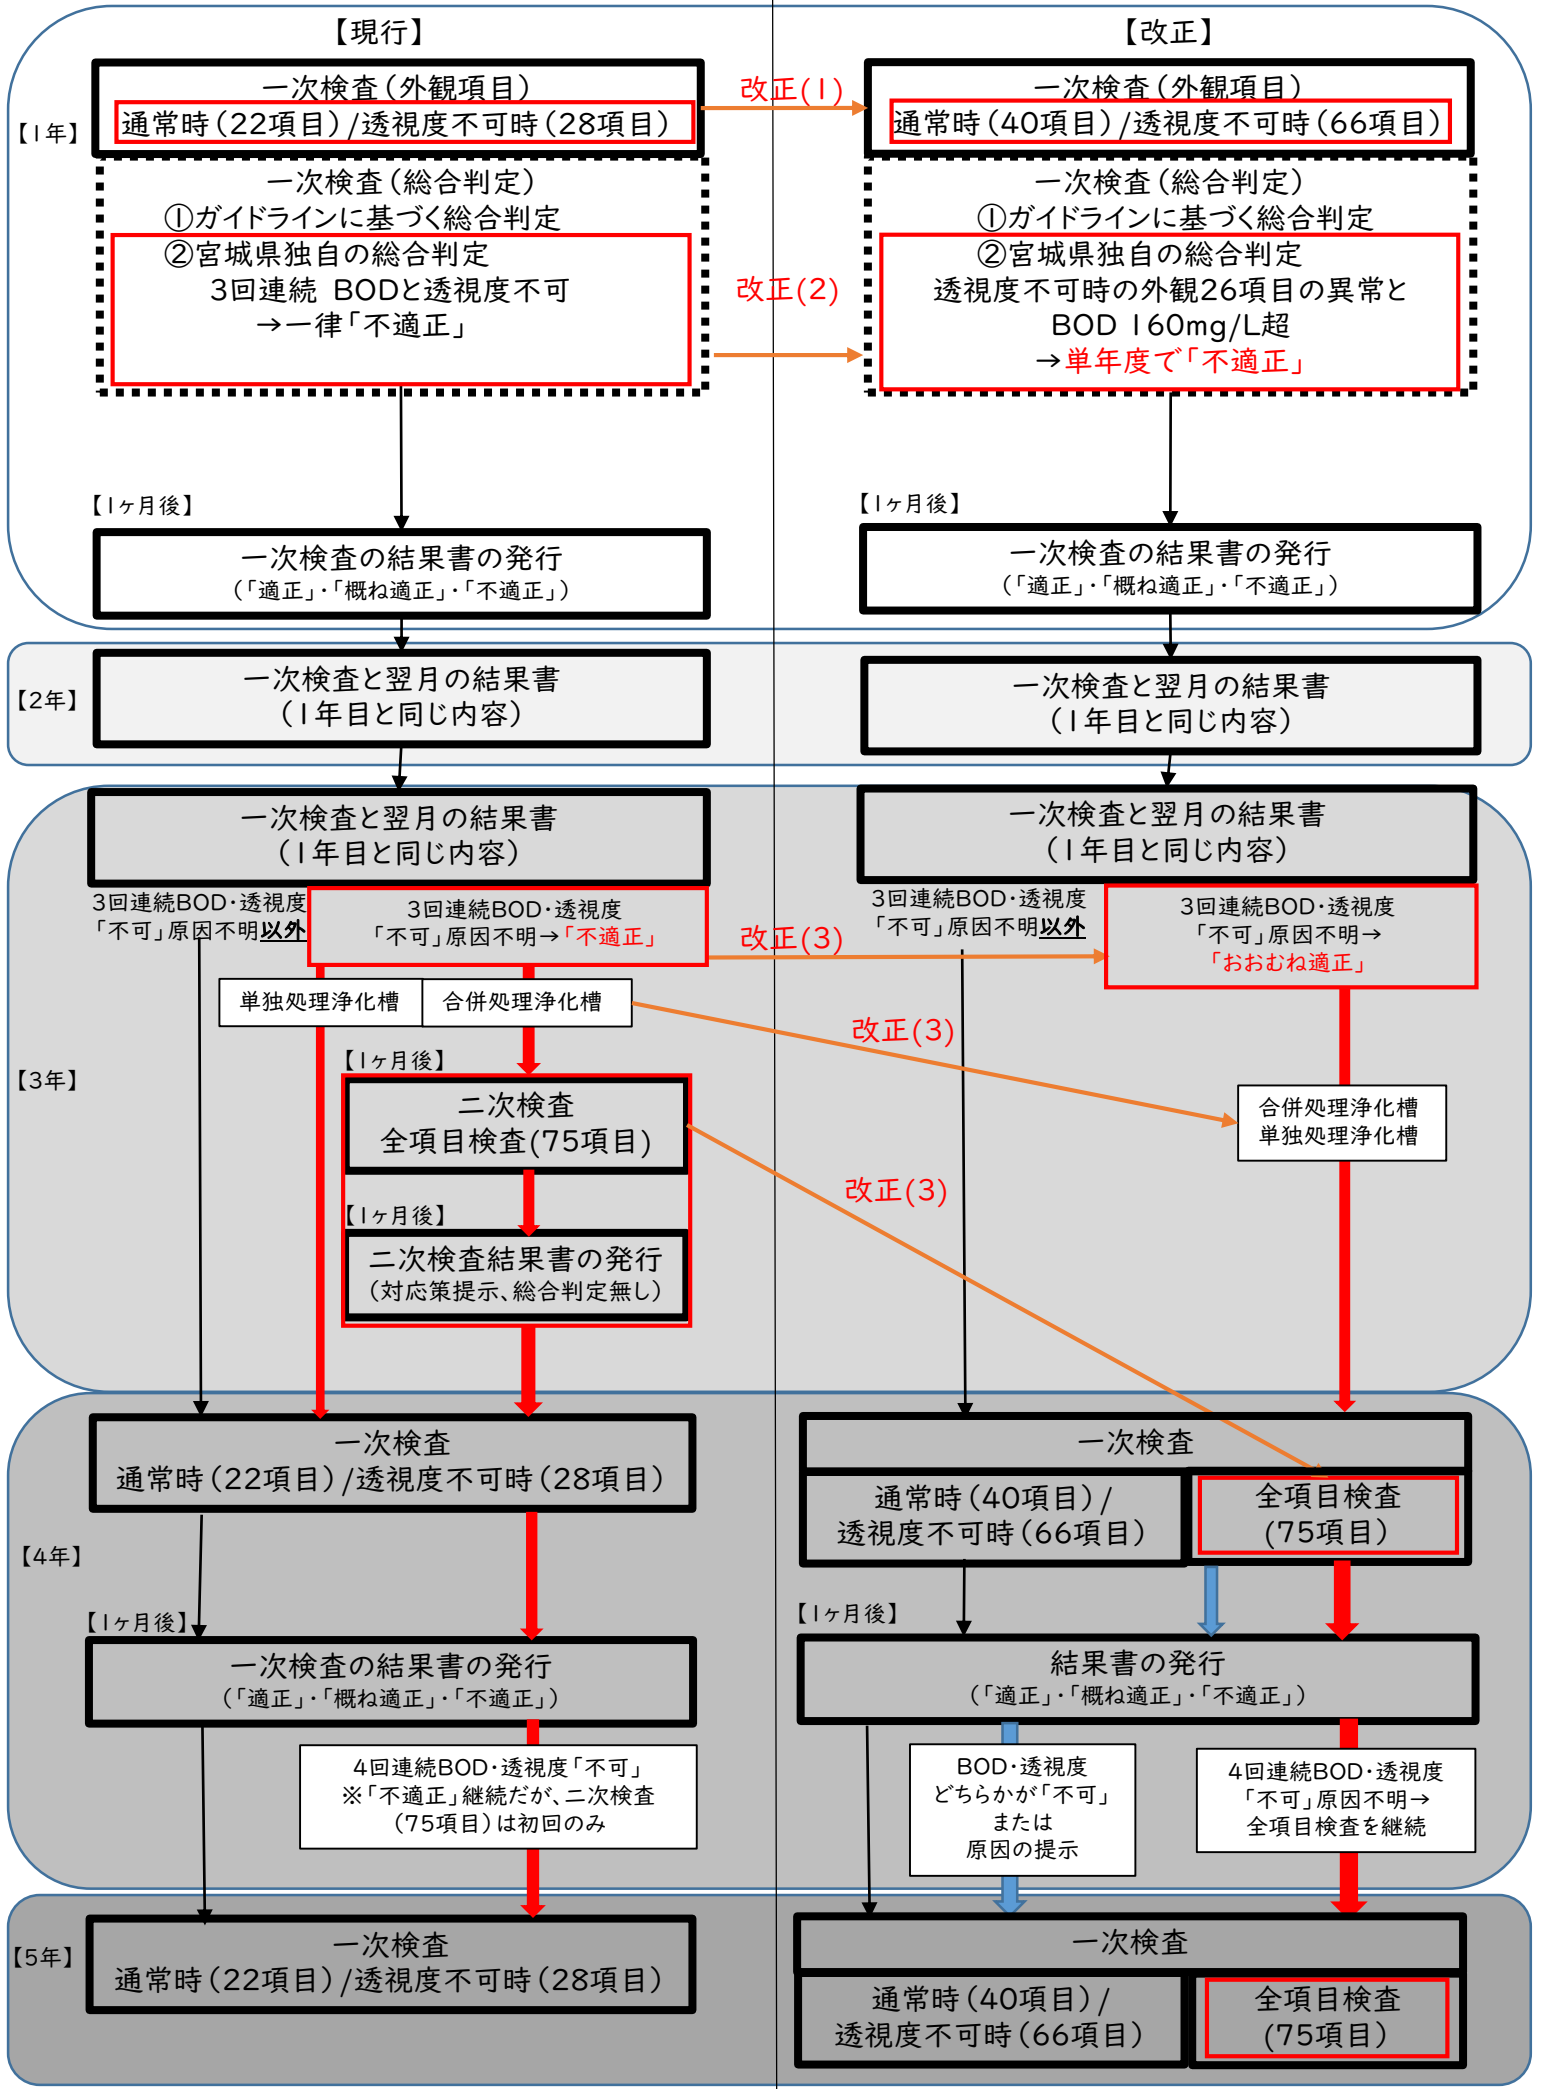 【現行】
【改正】
【1年】
一次検査(外観項目)
通常時(22項目)/透視度不可時(28項目)
改正(1)
一次検査(外観項目)
通常時(40項目)/透視度不可時(66項目)
一次検査(総合判定)
①ガイドラインに基づく総合判定
②宮城県独自の総合判定
3回連続 BODと透視度不可
→一律「不適正」
改正(2)
一次検査(総合判定)
①ガイドラインに基づく総合判定
②宮城県独自の総合判定
透視度不可時の外観26項目の異常と
BOD 160mg/L超
→単年度で「不適正」
【1ヶ月後】
一次検査の結果書の発行
(「適正」・「概ね適正」・「不適正」)
【1ヶ月後】
一次検査の結果書の発行
(「適正」・「概ね適正」・「不適正」)
【2年】
一次検査と翌月の結果書
(1年目と同じ内容)
一次検査と翌月の結果書
(1年目と同じ内容)
【3年】
一次検査と翌月の結果書
(1年目と同じ内容)
一次検査と翌月の結果書
(1年目と同じ内容)
3回連続BOD・透視度
「不可」原因不明以外
3回連続BOD・透視度
「不可」原因不明→「不適正」
改正(3)
3回連続BOD・透視度
「不可」原因不明以外
3回連続BOD・透視度
「不可」原因不明→
「おおむね適正」
単独処理浄化槽
合併処理浄化槽
改正(3)
合併処理浄化槽
単独処理浄化槽
【1ヶ月後】
二次検査
全項目検査(75項目)
改正(3)
【1ヶ月後】
二次検査結果書の発行
(対応策提示、総合判定無し)
【4年】
一次検査
通常時(22項目)/透視度不可時(28項目)
一次検査
通常時(40項目)/
透視度不可時(66項目)
全項目検査
(75項目)
【1ヶ月後】
一次検査の結果書の発行
(「適正」・「概ね適正」・「不適正」)
【1ヶ月後】
結果書の発行
(「適正」・「概ね適正」・「不適正」)
4回連続BOD・透視度「不可」
※「不適正」継続だが、二次検査
(75項目)は初回のみ
BOD・透視度
どちらかが「不可」
または
原因の提示
4回連続BOD・透視度
「不可」原因不明→
全項目検査を継続
【5年】
一次検査
通常時(22項目)/透視度不可時(28項目)
一次検査
通常時(40項目)/
透視度不可時(66項目)
全項目検査
(75項目)